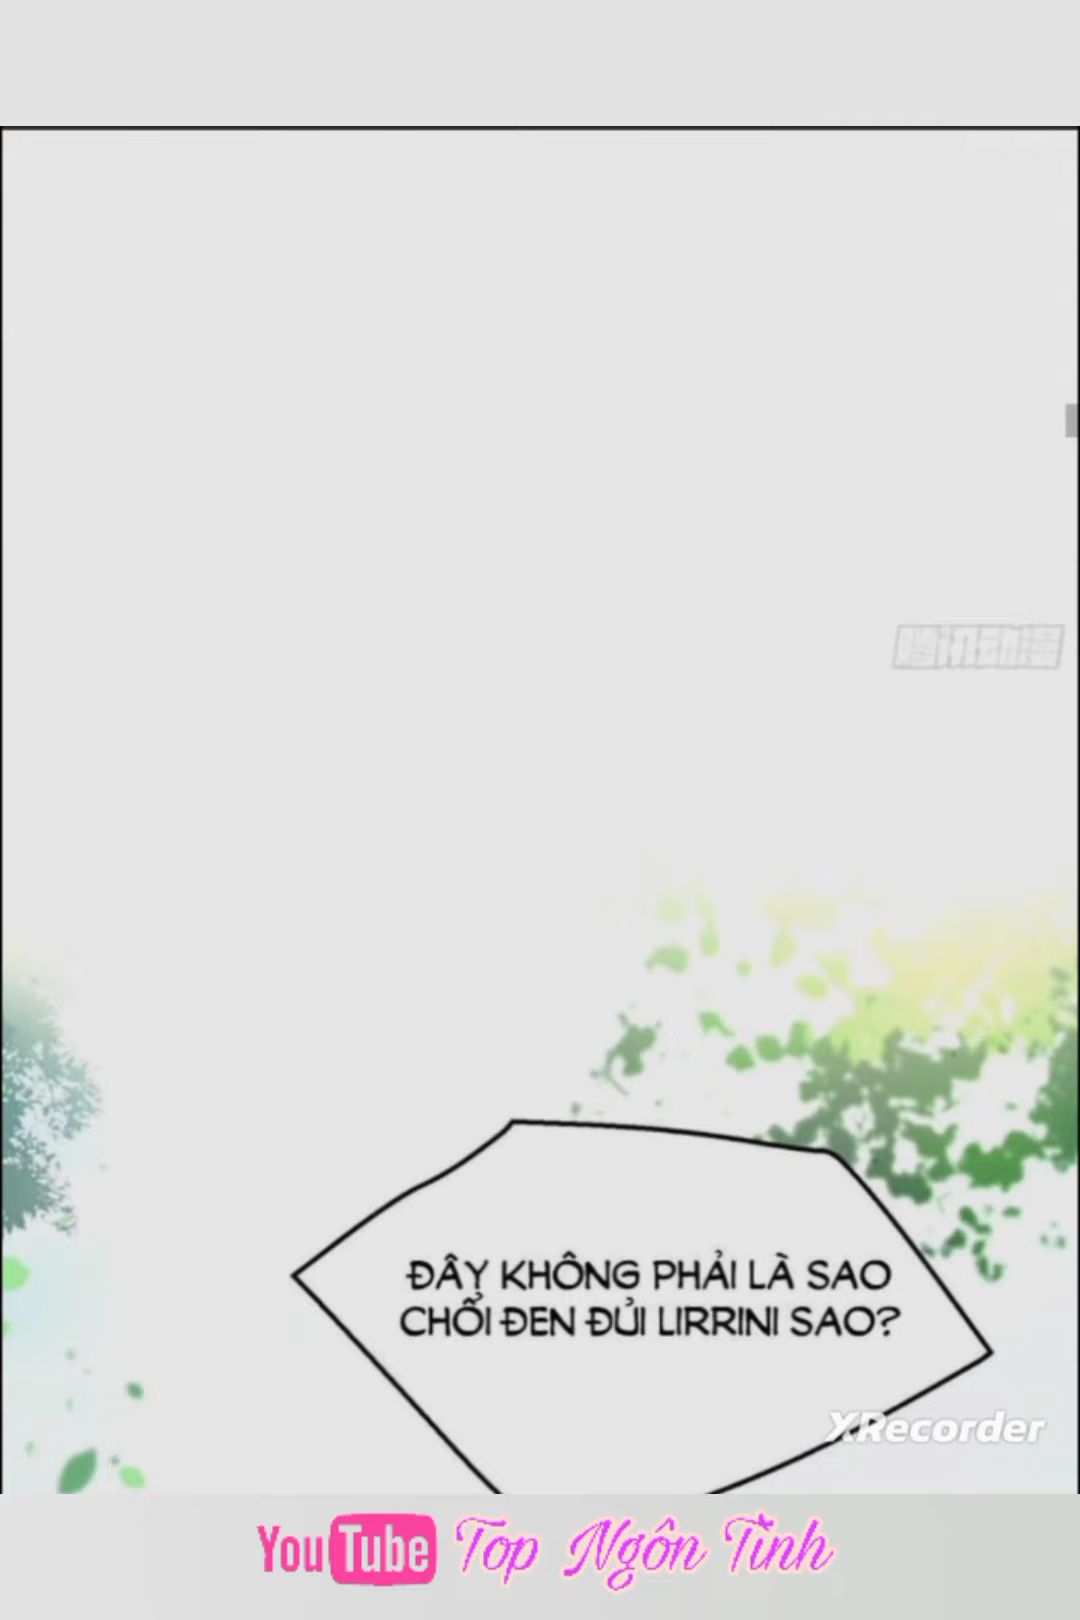 ĐÂY KHÔNG PHẢI LÀ SAO
CHỔI ĐEN ĐỦI LIRRINI SAO?
XRecorder
YouTube Top Ngôn Tình